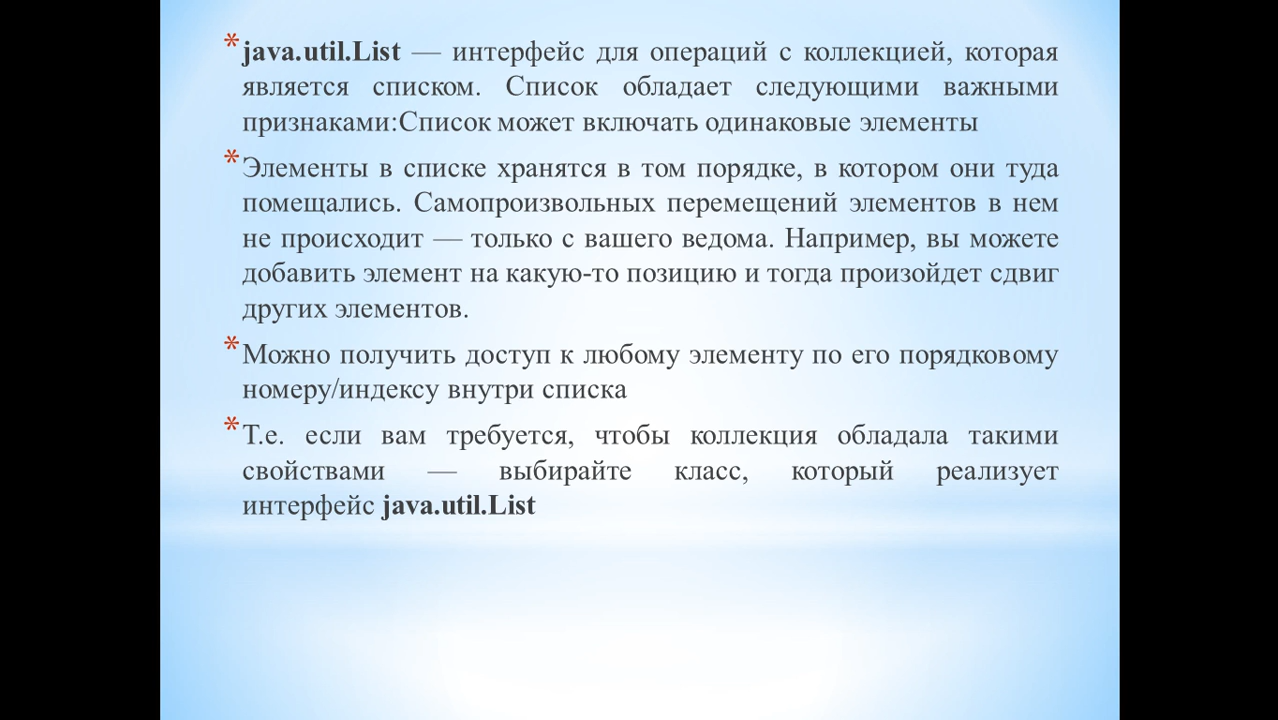 * java.util.List — интерфейс для операций с коллекцией, которая
является списком. Список обладает следующими важными
признаками:Список может включать одинаковые элементы
* Элементы в списке хранятся в том порядке, в котором они туда
помещались. Самопроизвольных перемещений элементов в нем
не происходит — только с вашего ведома. Например, вы можете
добавить элемент на какую-то позицию и тогда произойдет сдвиг
других элементов.
* Можно получить доступ к любому элементу по его порядковому
номеру/индексу внутри списка
* Т.е. если вам требуется, чтобы коллекция обладала такими
свойствами — выбирайте класс, который реализует
интерфейс java.util.List